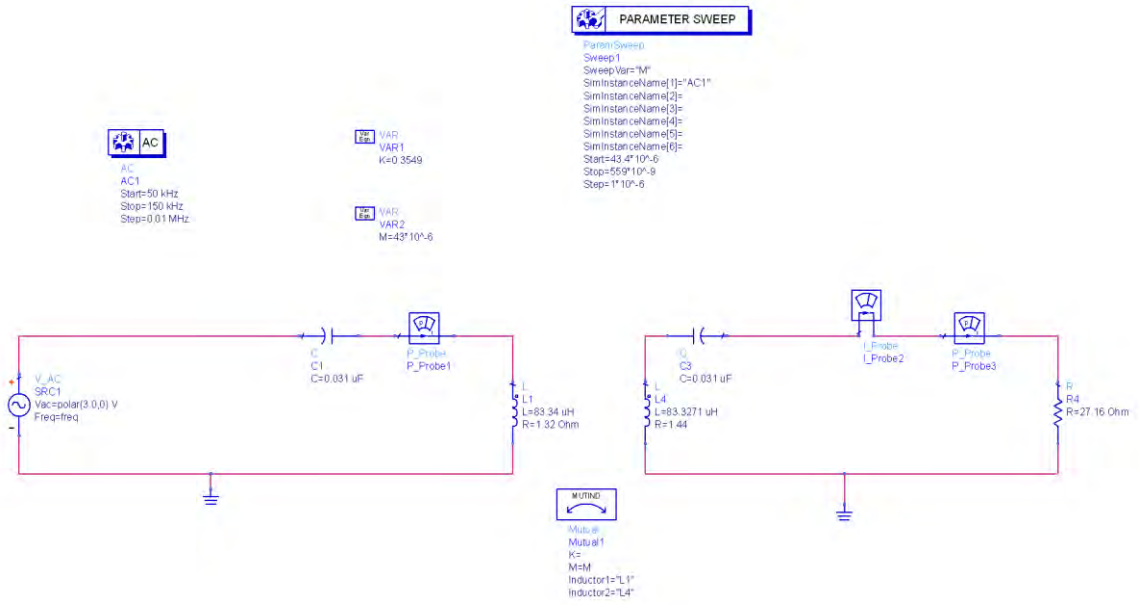 PARAMETER SWEEP
ParamSweep
Sweep1
SweepVar="M"
SimInstanceName[1]="AC1"
SimInstanceName[2]=
SimInstanceName[3]=
SimInstanceName[4]=
SimInstanceName[5]=
SimInstanceName[6]=
Start=43.4*10^-6
Stop=559*10^-9
Step=1*10^-6
AC
AC
AC1
Start=50 kHz
Stop=150 kHz
Step=0.01 MHz
Var
Eqn
VAR
VAR1
K=0.3549
Var
Eqn
VAR
VAR2
M=43*10^-6
V_AC
SRC1
Vac=polar(3.0,0) V
Freq=freq
C
C1
C=0.031 uF
P_Probe
P_Probe1
L
L1
L=83.34 uH
R=1.32 Ohm
L
L4
L=83.3271 uH
R=1.44
C
C3
C=0.031 uF
I_Probe
I_Probe2
P_Probe
P_Probe3
R
R4
R=27.16 Ohm
MUTIND
Mutual
Mutual1
K=
M=M
Inductor1="L1"
Inductor2="L4"